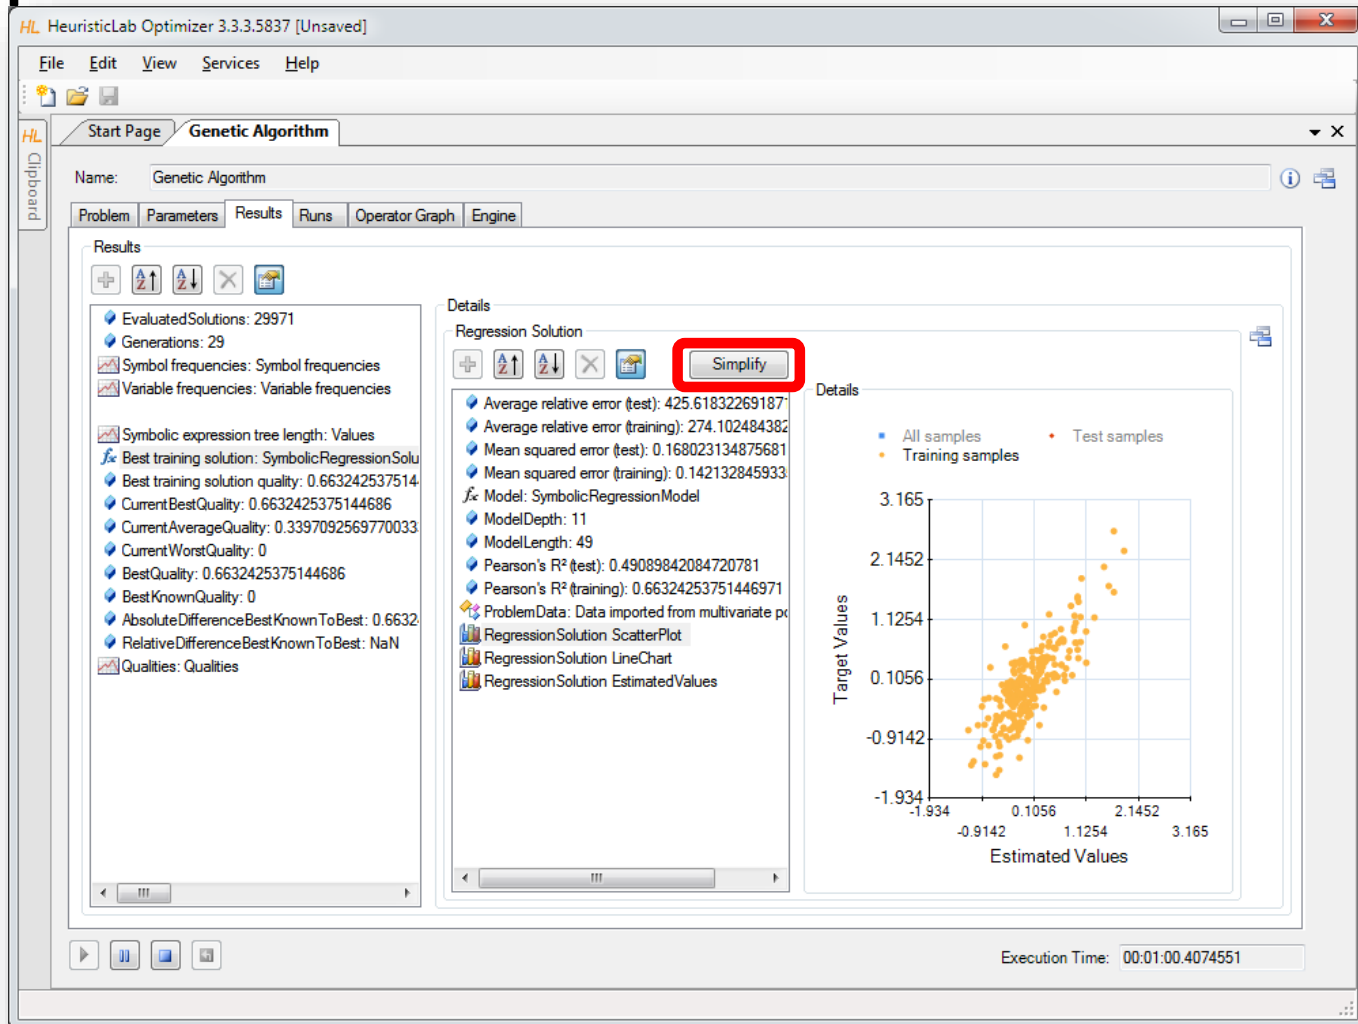 HL HeuristicLab Optimizer 3.3.3.5837 [Unsaved]
File Edit View Services Help
HL Clipboard
Start Page Genetic Algorithm
Name: Genetic Algorithm
Problem Parameters Results Runs Operator Graph Engine
Results
EvaluatedSolutions: 29971
Generations: 29
Symbol frequencies: Symbol frequencies
Variable frequencies: Variable frequencies
Symbolic expression tree length: Values
Best training solution: SymbolicRegressionSolu
Best training solution quality: 0.66324253751​4
CurrentBestQuality: 0.6632425375144686
CurrentAverageQuality: 0.3397092569770033
CurrentWorstQuality: 0
BestQuality: 0.6632425375144686
BestKnownQuality: 0
AbsoluteDifferenceBestKnownToBest: 0.6632
RelativeDifferenceBestKnownToBest: NaN
Qualities: Qualities
Details
Regression Solution
Simplify
Average relative error (test): 425.61832269187
Average relative error (training): 274.102484382
Mean squared error (test): 0.168023134875681
Mean squared error (training): 0.142132845933
Model: SymbolicRegressionModel
ModelDepth: 11
ModelLength: 49
Pearson's R² (test): 0.49089842084720781
Pearson's R² (training): 0.66324253751446971
ProblemData: Data imported from multivariate po
RegressionSolution ScatterPlot
RegressionSolution LineChart
RegressionSolution EstimatedValues
Details
All samples Test samples
Training samples
Target Values
3.165
2.1452
1.1254
0.1056
-0.9142
-1.934
-1.934 0.1056 2.1452
-0.9142 1.1254 3.165
Estimated Values
Execution Time: 00:01:00.4074551